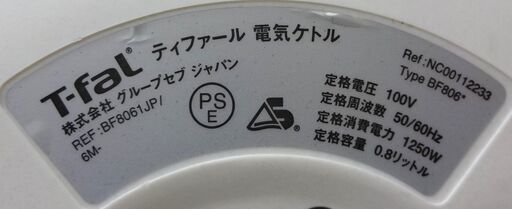 T-faL ティファール 電気ケトル
株式会社 グループセブ ジャパン
REF:BF8061JP/
6M-
PS
E
S
Ref:NC00112233
Type BF806*
定格電圧 100V
定格周波数 50/60Hz
定格消費電力 1250W
定格容量 0.8リットル